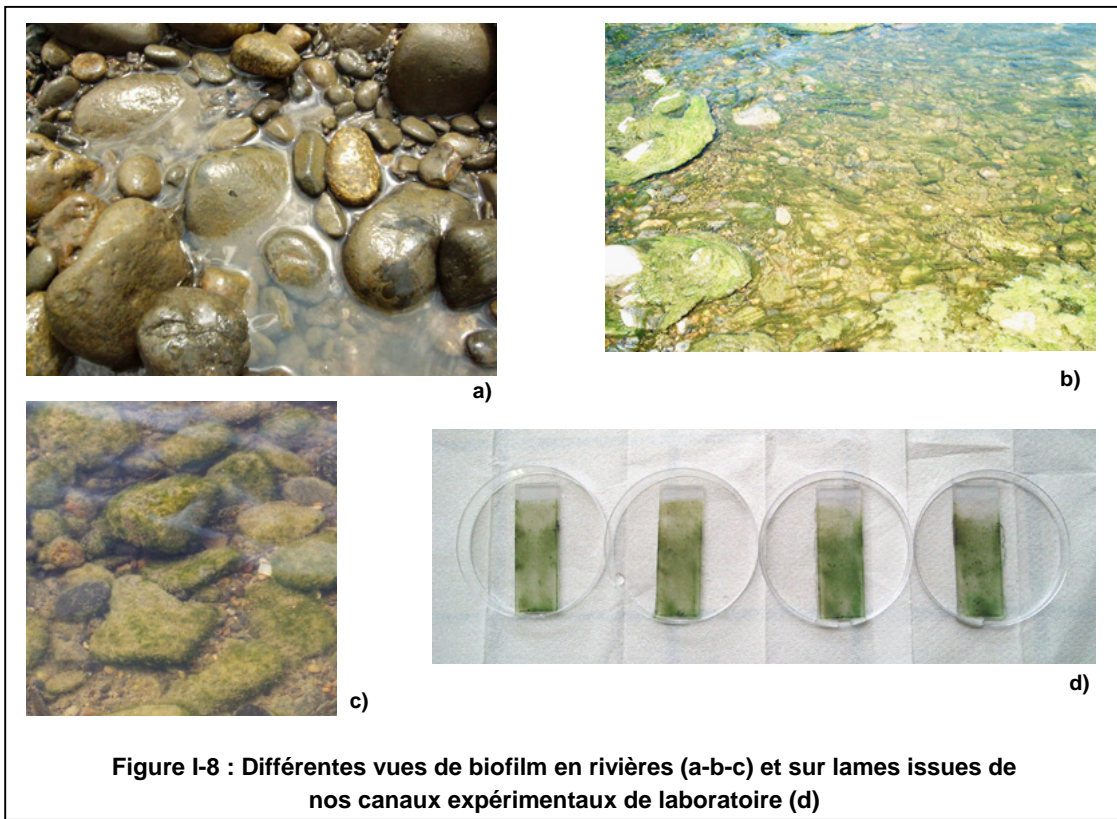 a)
b)
c)
d)
Figure I-8 : Différentes vues de biofilm en rivières (a-b-c) et sur lames issues de
nos canaux expérimentaux de laboratoire (d)